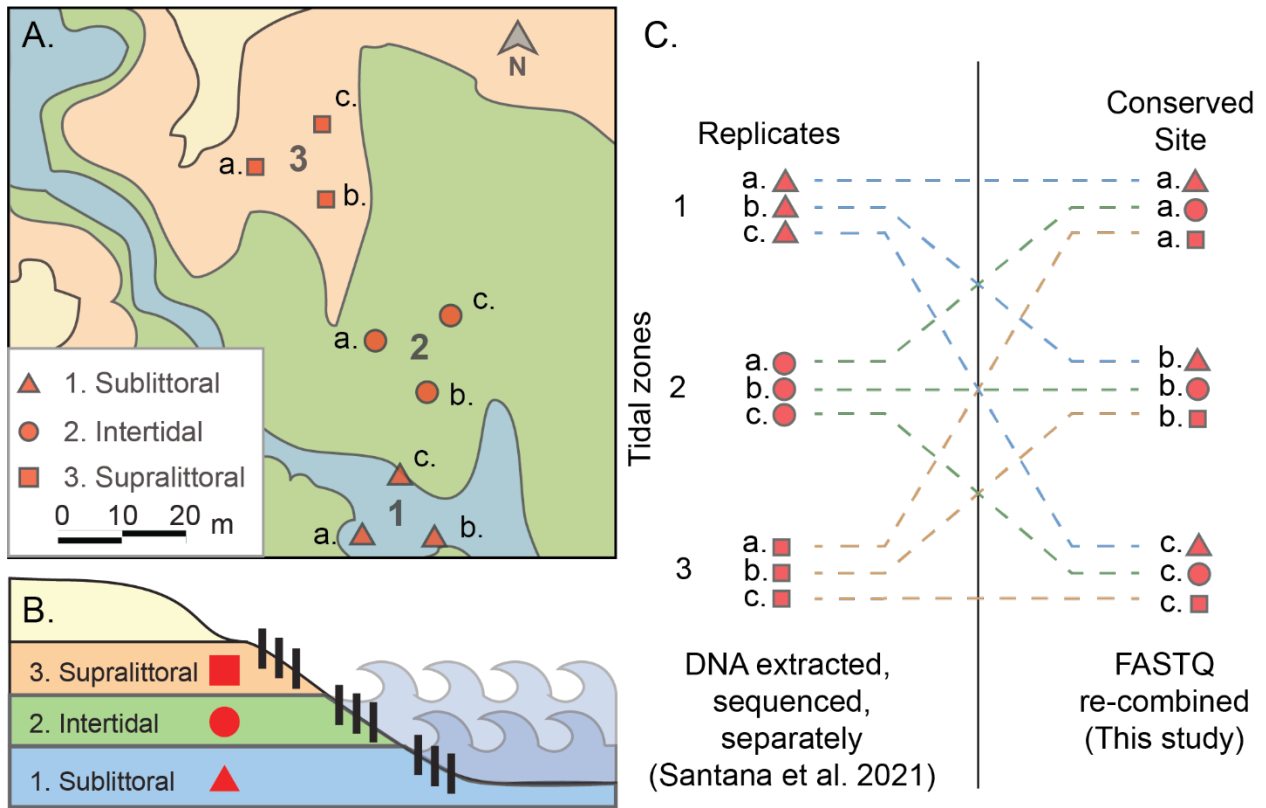 A.
N
c.
a.
3
b.
c.
a.
2
b.
c.
1
a.
b.
1. Sublittoral
2. Intertidal
3. Supralittoral
0 10 20 m
B.
3. Supralittoral
2. Intertidal
1. Sublittoral
C.
Replicates
Conserved
Site
Tidal zones
1
a.
b.
c.
a.
a.
a.
2
a.
b.
c.
b.
b.
b.
3
a.
b.
c.
c.
c.
c.
DNA extracted,
sequenced,
separately
(Santana et al. 2021)
FASTQ
re-combined
(This study)